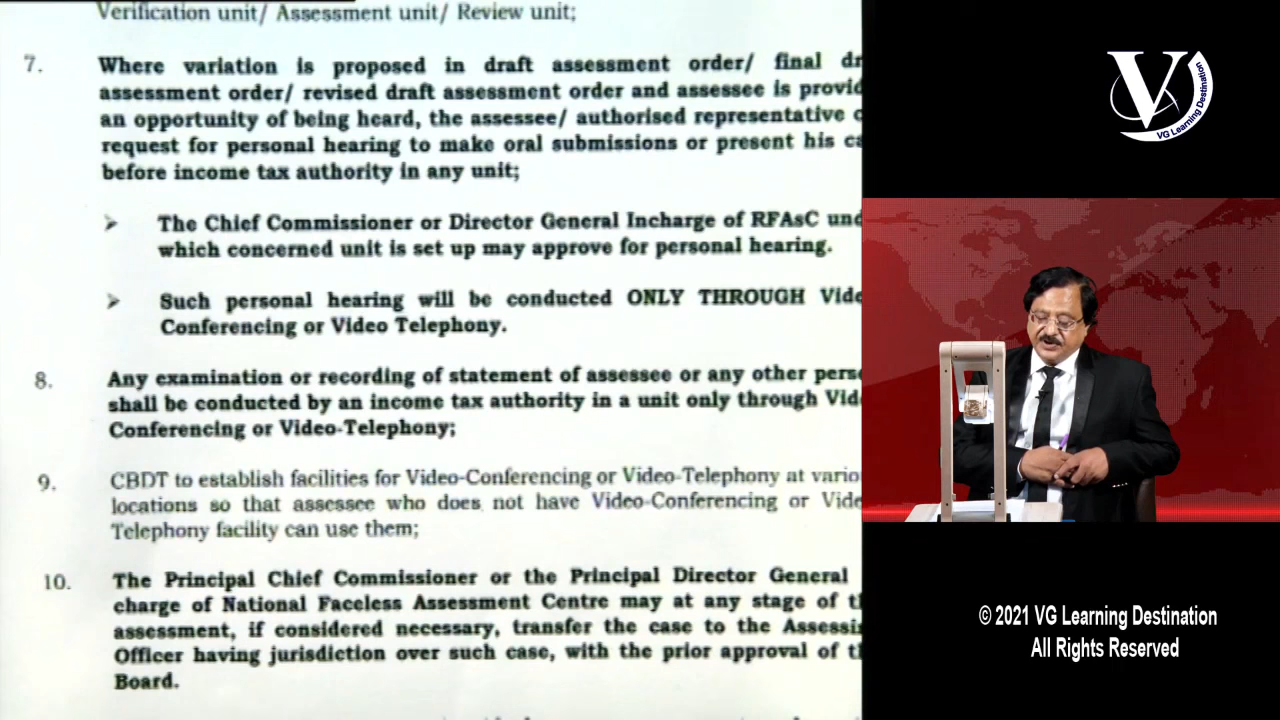 Verification unit/ Assessment unit/ Review unit;
7. Where variation is proposed in draft assessment order/ final
assessment order/ revised draft assessment order and assessee is
an opportunity of being heard, the assessee/ authorised representative
request for personal hearing to make oral submissions or present his
before income tax authority in any unit;
➢ The Chief Commissioner or Director General Incharge of RFAsC
which concerned unit is set up may approve for personal hearing.
➢ Such personal hearing will be conducted ONLY THROUGH
Conferencing or Video Telephony.
8. Any examination or recording of statement of assessee or any other
shall be conducted by an income tax authority in a unit only through
Conferencing or Video-Telephony;
9. CBDT to establish facilities for Video-Conferencing or Video-Telephony at
locations so that assessee who does not have Video-Conferencing or
Telephony facility can use them;
10. The Principal Chief Commissioner or the Principal Director General
charge of National Faceless Assessment Centre may at any stage of
assessment, if considered necessary, transfer the case to the
Officer having jurisdiction over such case, with the prior approval of
Board.
V
VG Learning Destination
© 2021 VG Learning Destination
All Rights Reserved